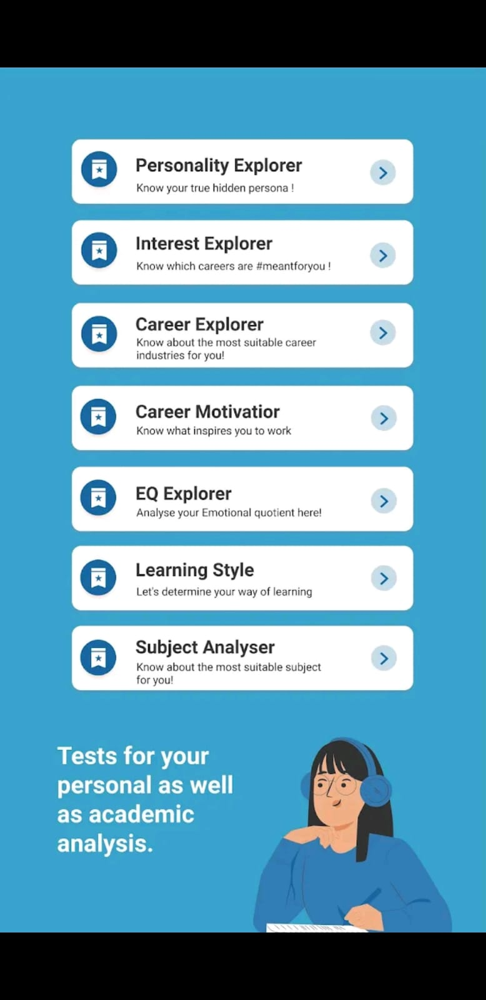 Personality Explorer
Know your true hidden persona !
Interest Explorer
Know which careers are #meantforyou !
Career Explorer
Know about the most suitable career
industries for you!
Career Motivatior
Know what inspires you to work
EQ Explorer
Analyse your Emotional quotient here!
Learning Style
Let's determine your way of learning
Subject Analyser
Know about the most suitable subject
for you!
Tests for your
personal as well
as academic
analysis.